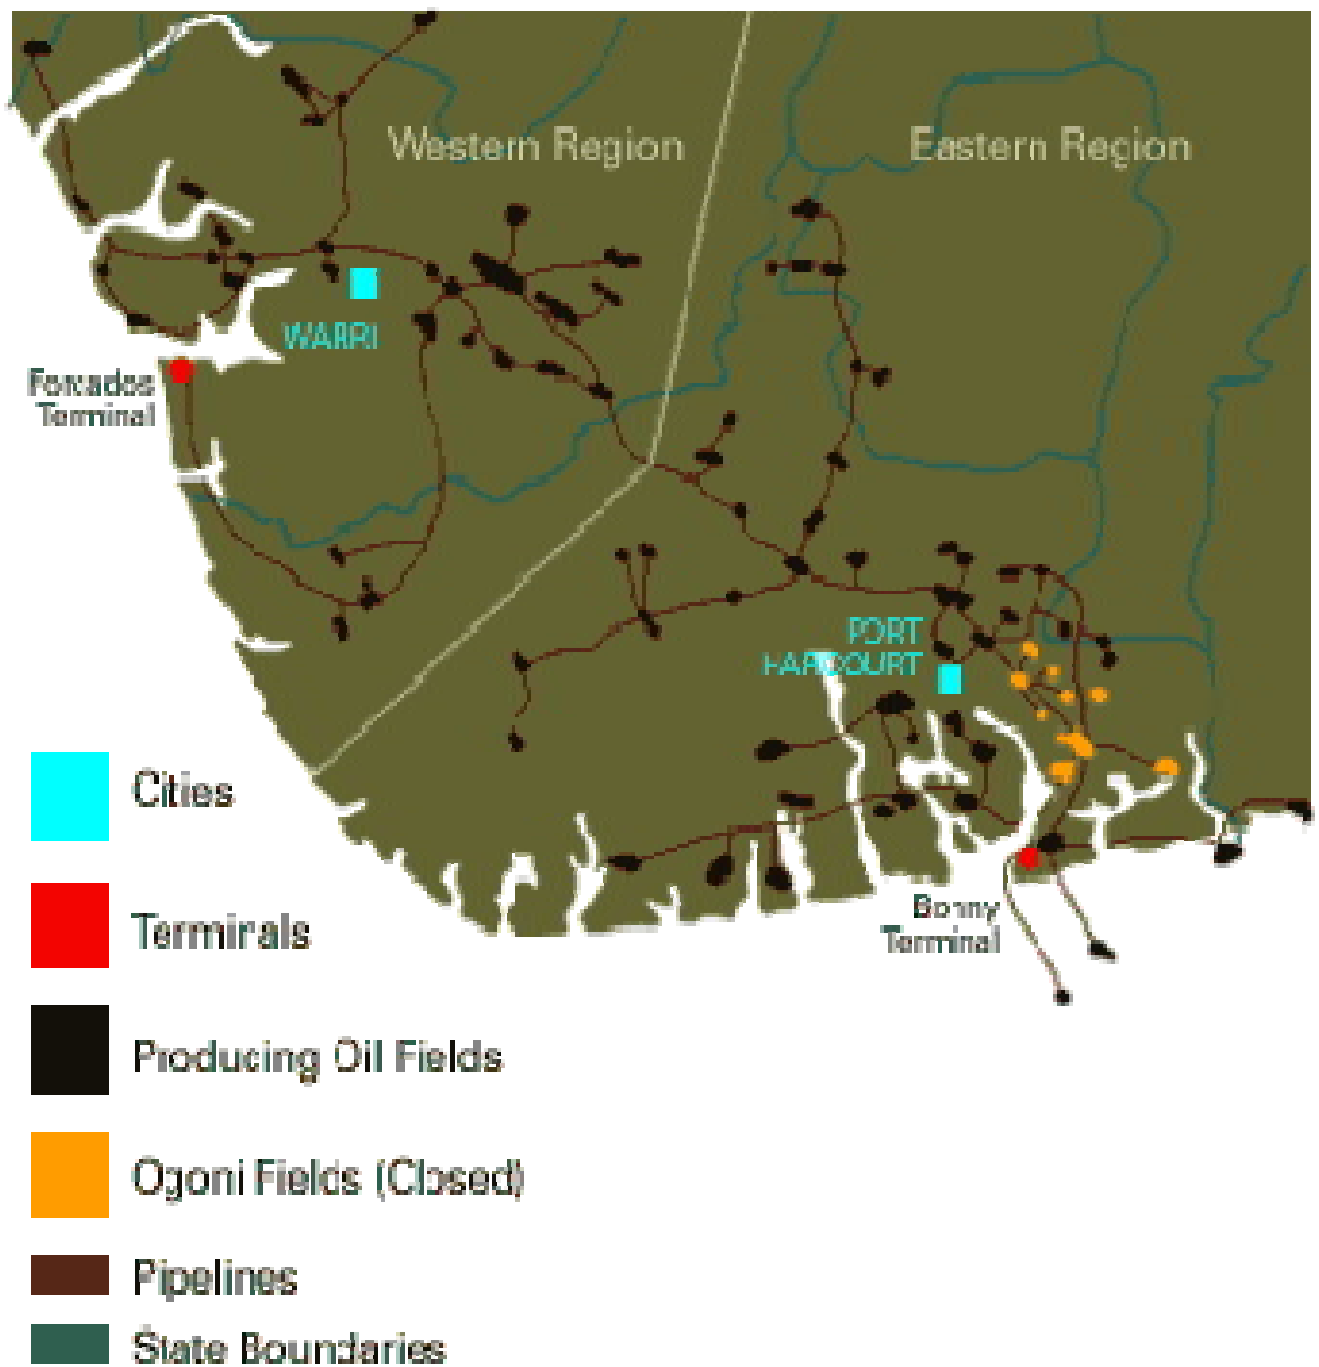 Western Region
Eastern Region
WARRI
Forcados
Terminal
PORT
HARCOURT
Bonny
Terminal
Cities
Terminals
Producing Oil Fields
Ogoni Fields (Closed)
Pipelines
State Boundaries